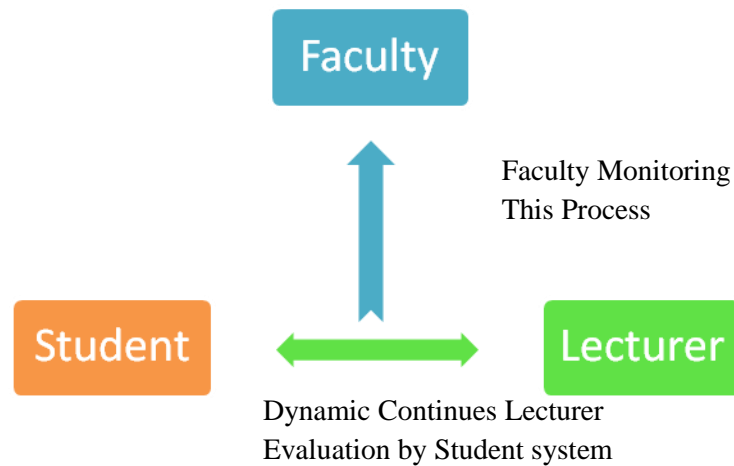 Faculty
Faculty Monitoring
This Process
Student
Lecturer
Dynamic Continues Lecturer
Evaluation by Student system